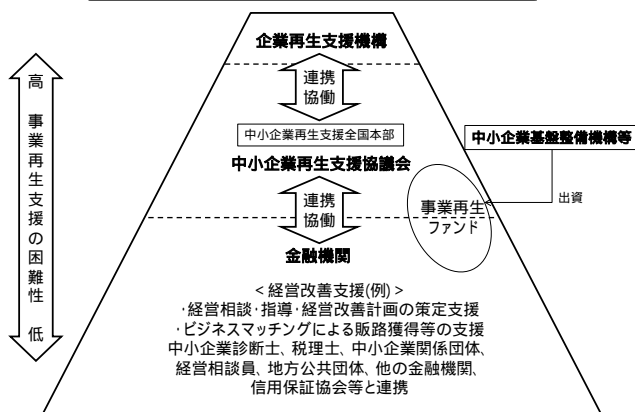 企業再生支援機構
連携
協働
中小企業再生支援全国本部
中小企業再生支援協議会
連携
協働
金融機関
高 事業再生支援の困難性 低
中小企業基盤整備機構等
出資
事業再生
ファンド
<経営改善支援(例)>
・経営相談・指導・経営改善計画の策定支援
・ビジネスマッチングによる販路獲得等の支援
中小企業診断士、税理士、中小企業関係団体、
経営相談員、地方公共団体、他の金融機関、
信用保証協会等と連携